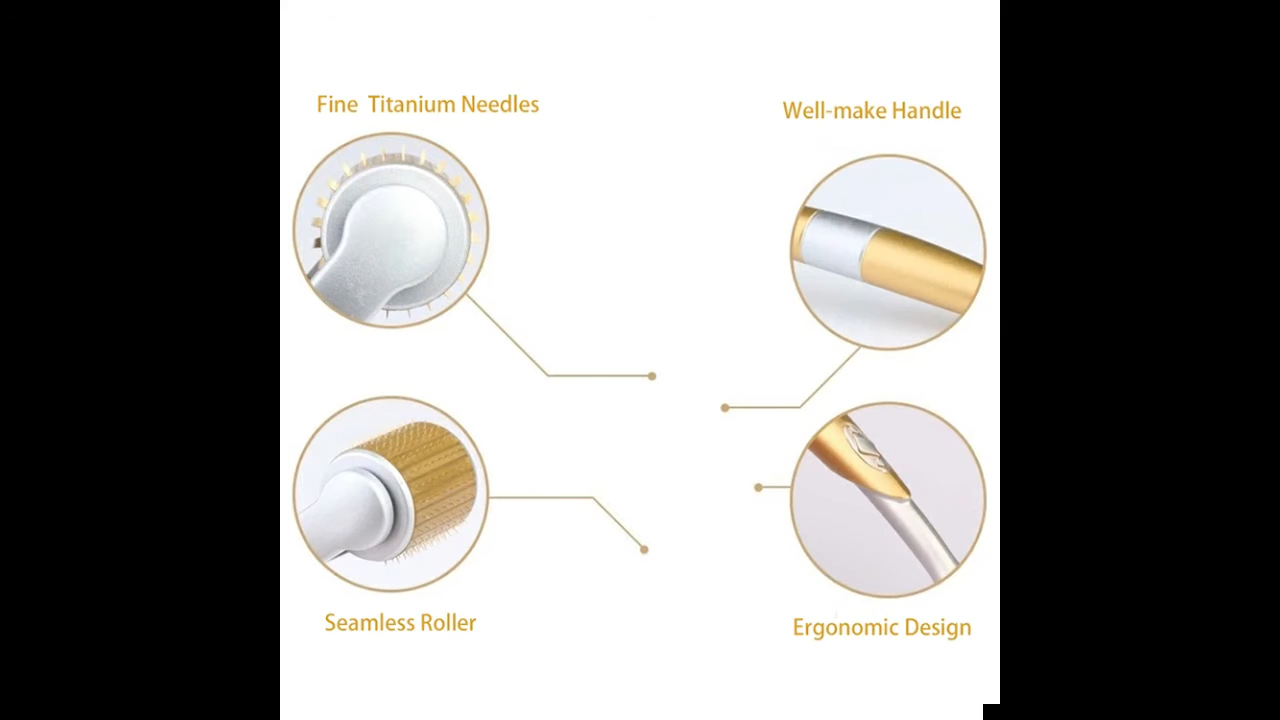 Fine Titanium Needles
Well-make Handle
Seamless Roller
Ergonomic Design